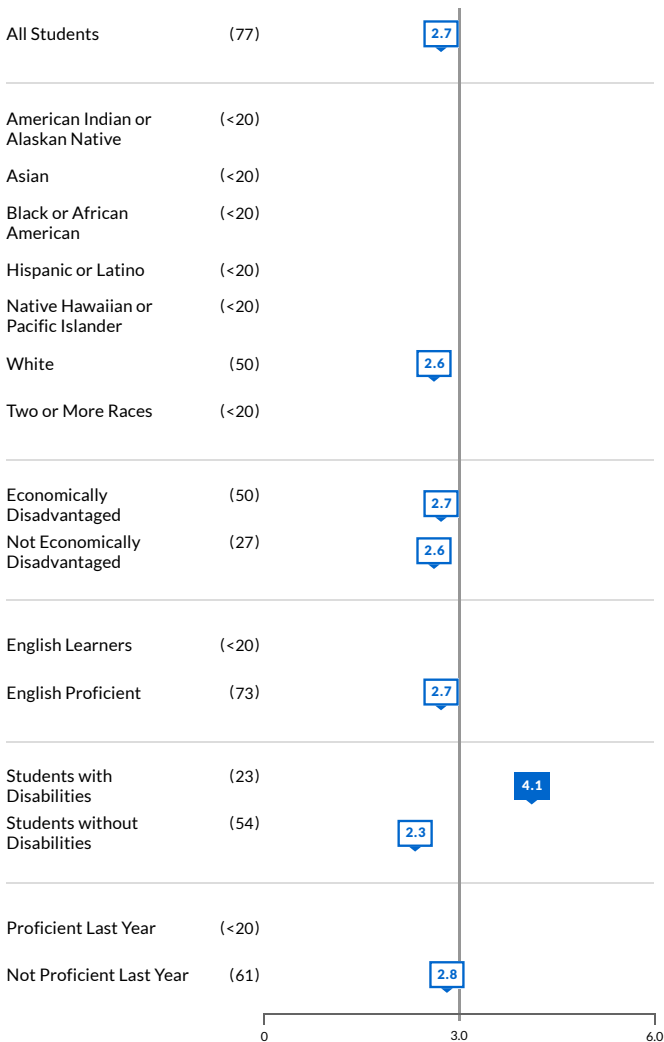 All Students (77) 2.7
American Indian or (<20)
Alaskan Native
Asian (<20)
Black or African (<20)
American
Hispanic or Latino (<20)
Native Hawaiian or (<20)
Pacific Islander
White (50) 2.6
Two or More Races (<20)
Economically (50) 2.7
Disadvantaged
Not Economically (27) 2.6
Disadvantaged
English Learners (<20)
English Proficient (73) 2.7
Students with (23) 4.1
Disabilities
Students without (54) 2.3
Disabilities
Proficient Last Year (<20)
Not Proficient Last Year (61) 2.8
0 3.0 6.0